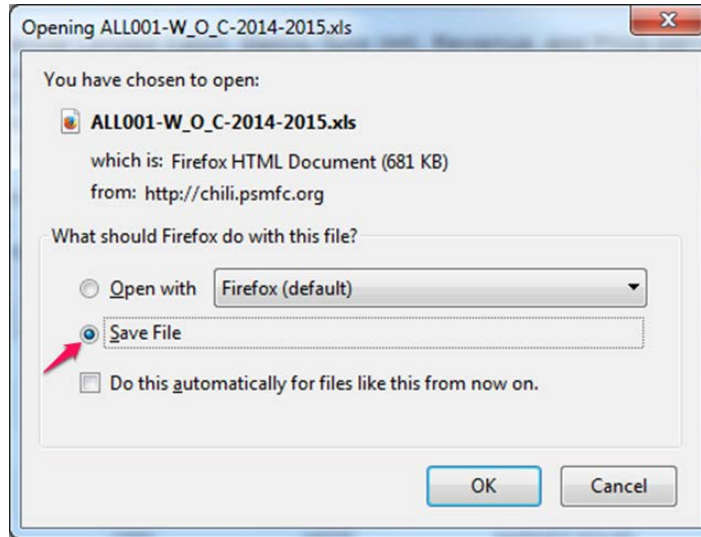 Opening ALL001-W_O_C-2014-2015.xls
You have chosen to open:
ALL001-W_O_C-2014-2015.xls
which is: Firefox HTML Document (681 KB)
from: http://chili.psmfc.org
What should Firefox do with this file?
Open with Firefox (default)
Save File
Do this automatically for files like this from now on.
OK Cancel